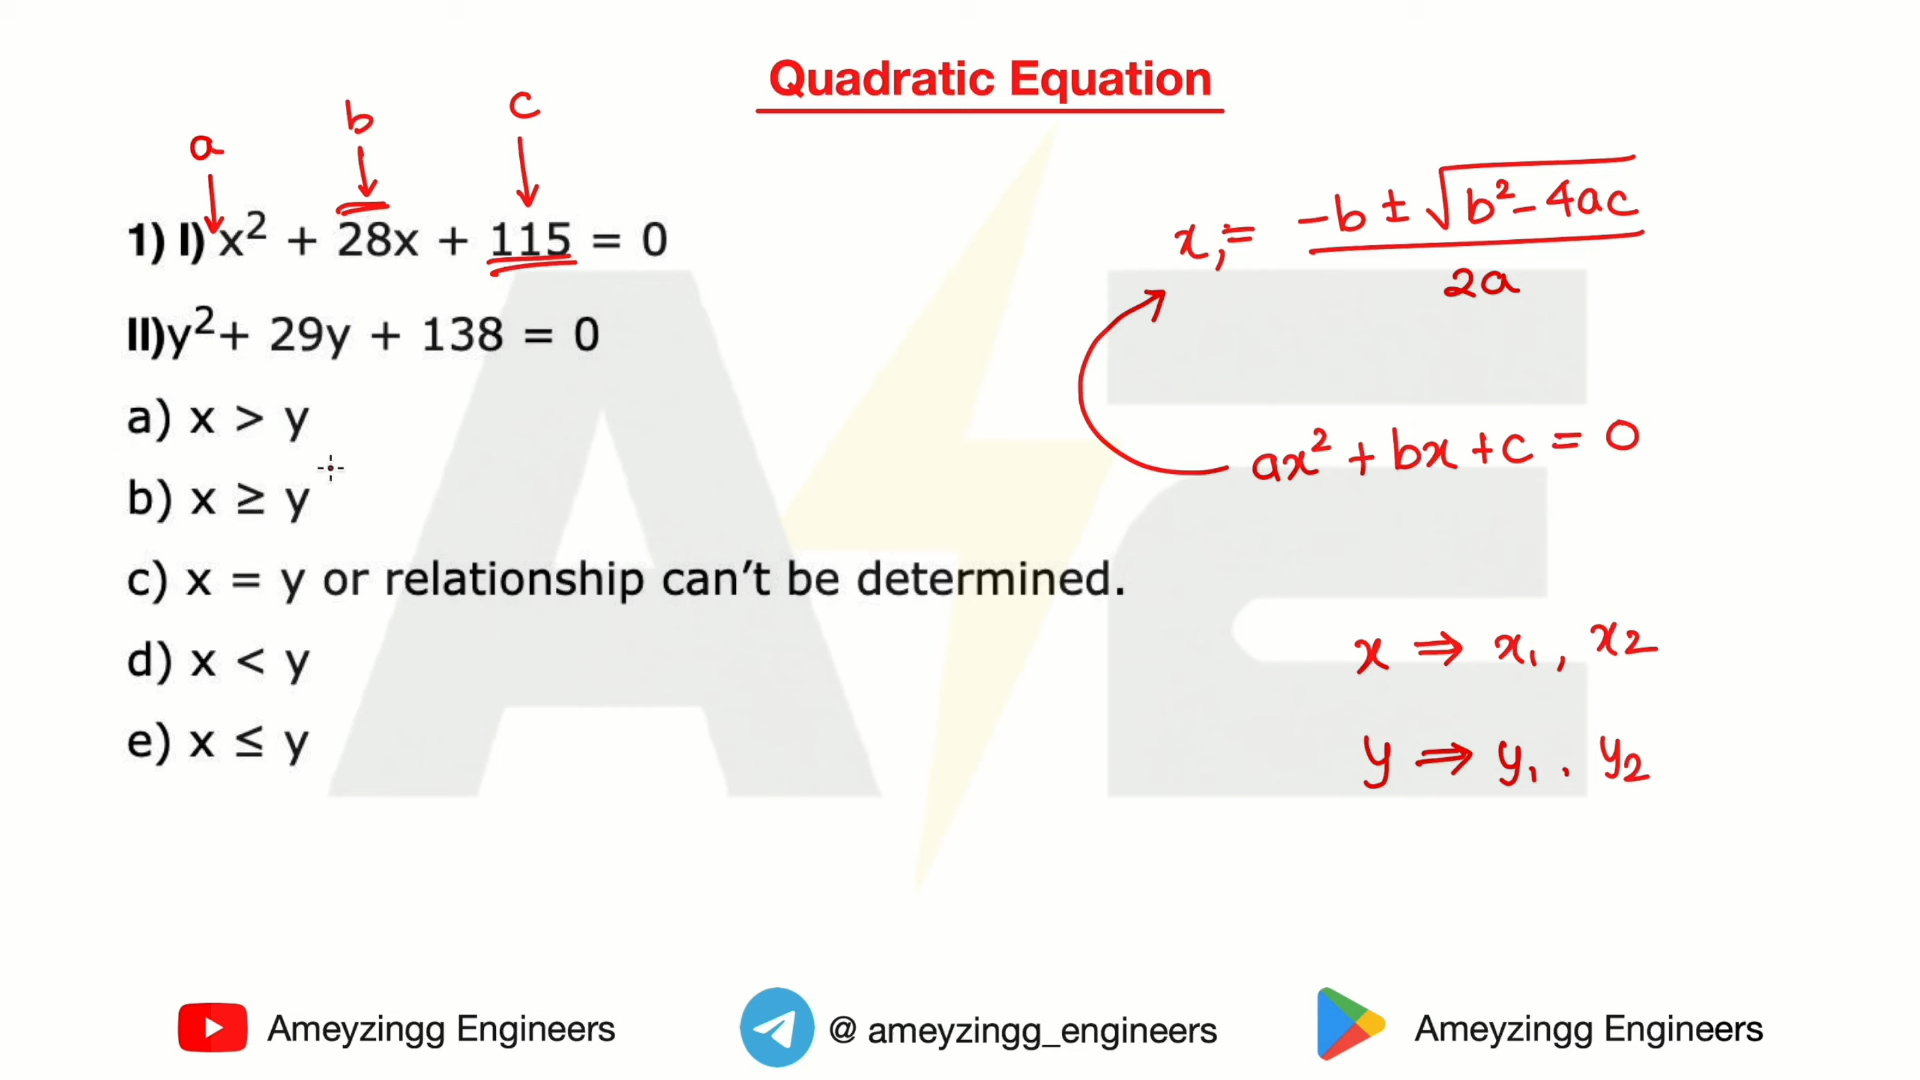 Quadratic Equation
a
b
c
1) I) x² + 28x + 115 = 0
II)y²+ 29y + 138 = 0
a) x > y
b) x ≥ y
c) x = y or relationship can’t be determined.
d) x < y
e) x ≤ y
x, = -b ± √b² - 4ac / 2a
ax² + bx + c = 0
x ⇒ x₁ , x2
y ⇒ y₁ . y₂
Ameyzingg Engineers
@ ameyzingg_engineers
Ameyzingg Engineers